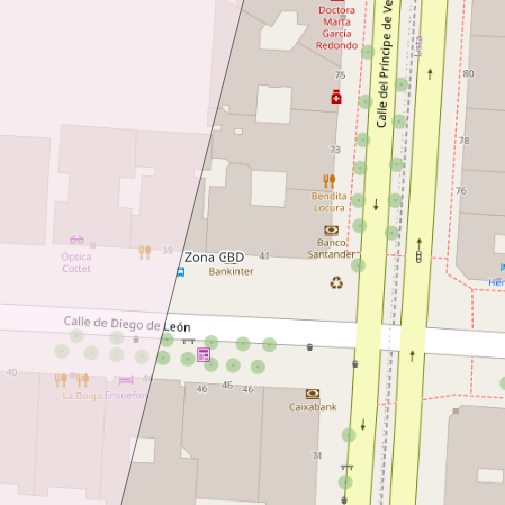 Doctora
Marta
García
Redondo
Calle del Príncipe de Ve
Lista
75
80
73
78
76
Bendita
Locura
Banco
Santander
39
41
Zona CBD
Bankinter
Óptica
Cottet
Her
Calle de Diego de León
40
44
46
46
46
La Boiga
Ensueños
Caixabank
71